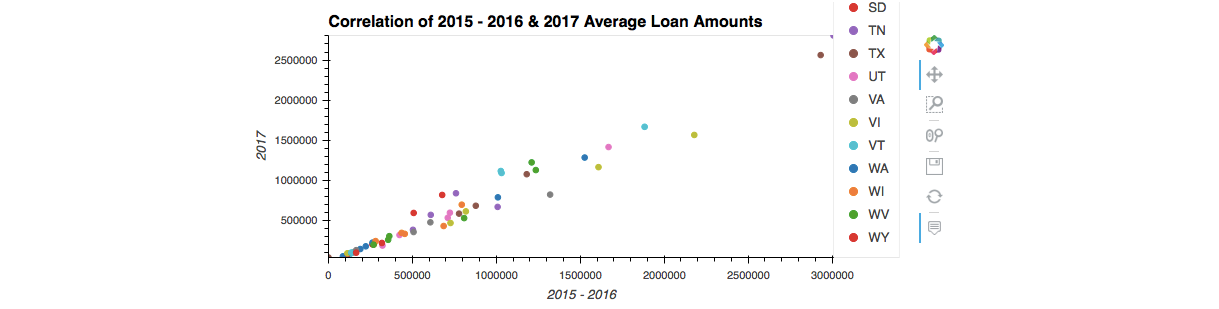 Correlation of 2015 - 2016 & 2017 Average Loan Amounts
2017
2500000
2000000
1500000
1000000
500000
0
500000
1000000
1500000
2000000
2500000
3000000
2015 - 2016
SD
TN
TX
UT
VA
VI
VT
WA
WI
WV
WY